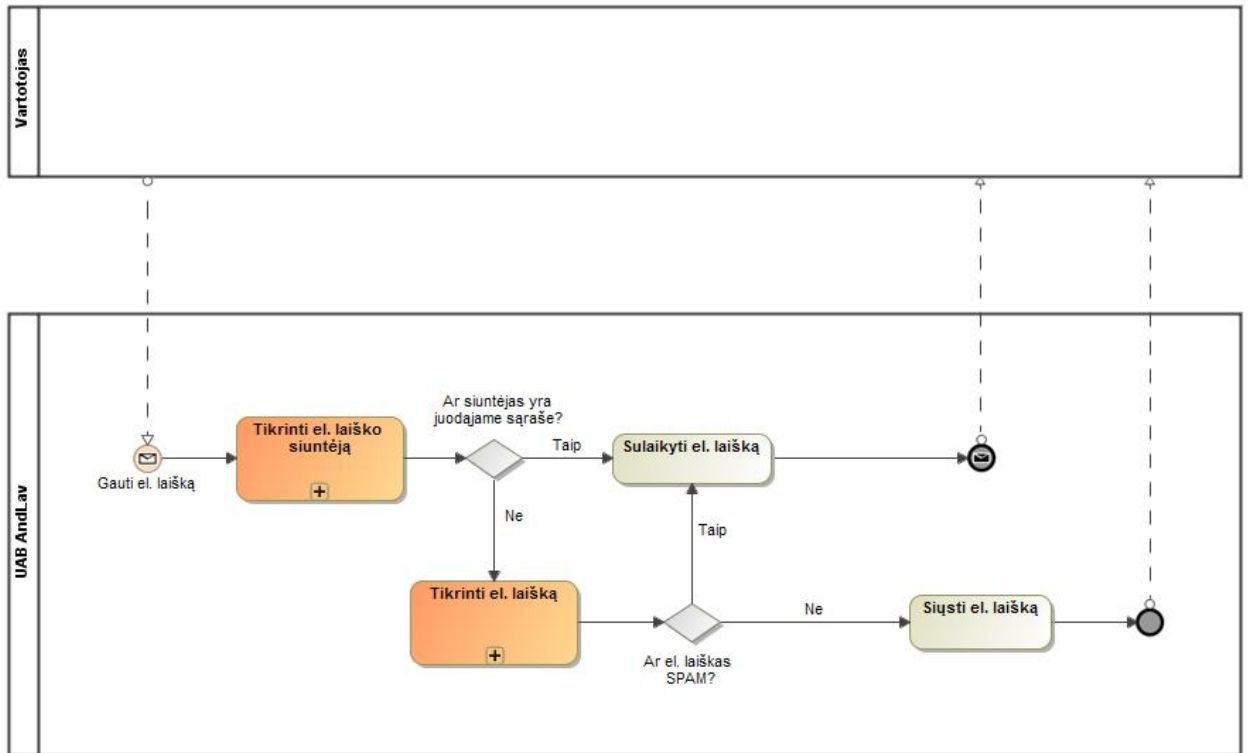 Vartotojas
UAB AndLav
Gauti el. laišką
Tikrinti el. laiško
siuntėją
Ar siuntėjas yra
juodajame sąraše?
Taip
Sulaikyti el. laišką
Ne
Taip
Tikrinti el. laišką
Ar el. laiškas
SPAM?
Ne
Siųsti el. laišką